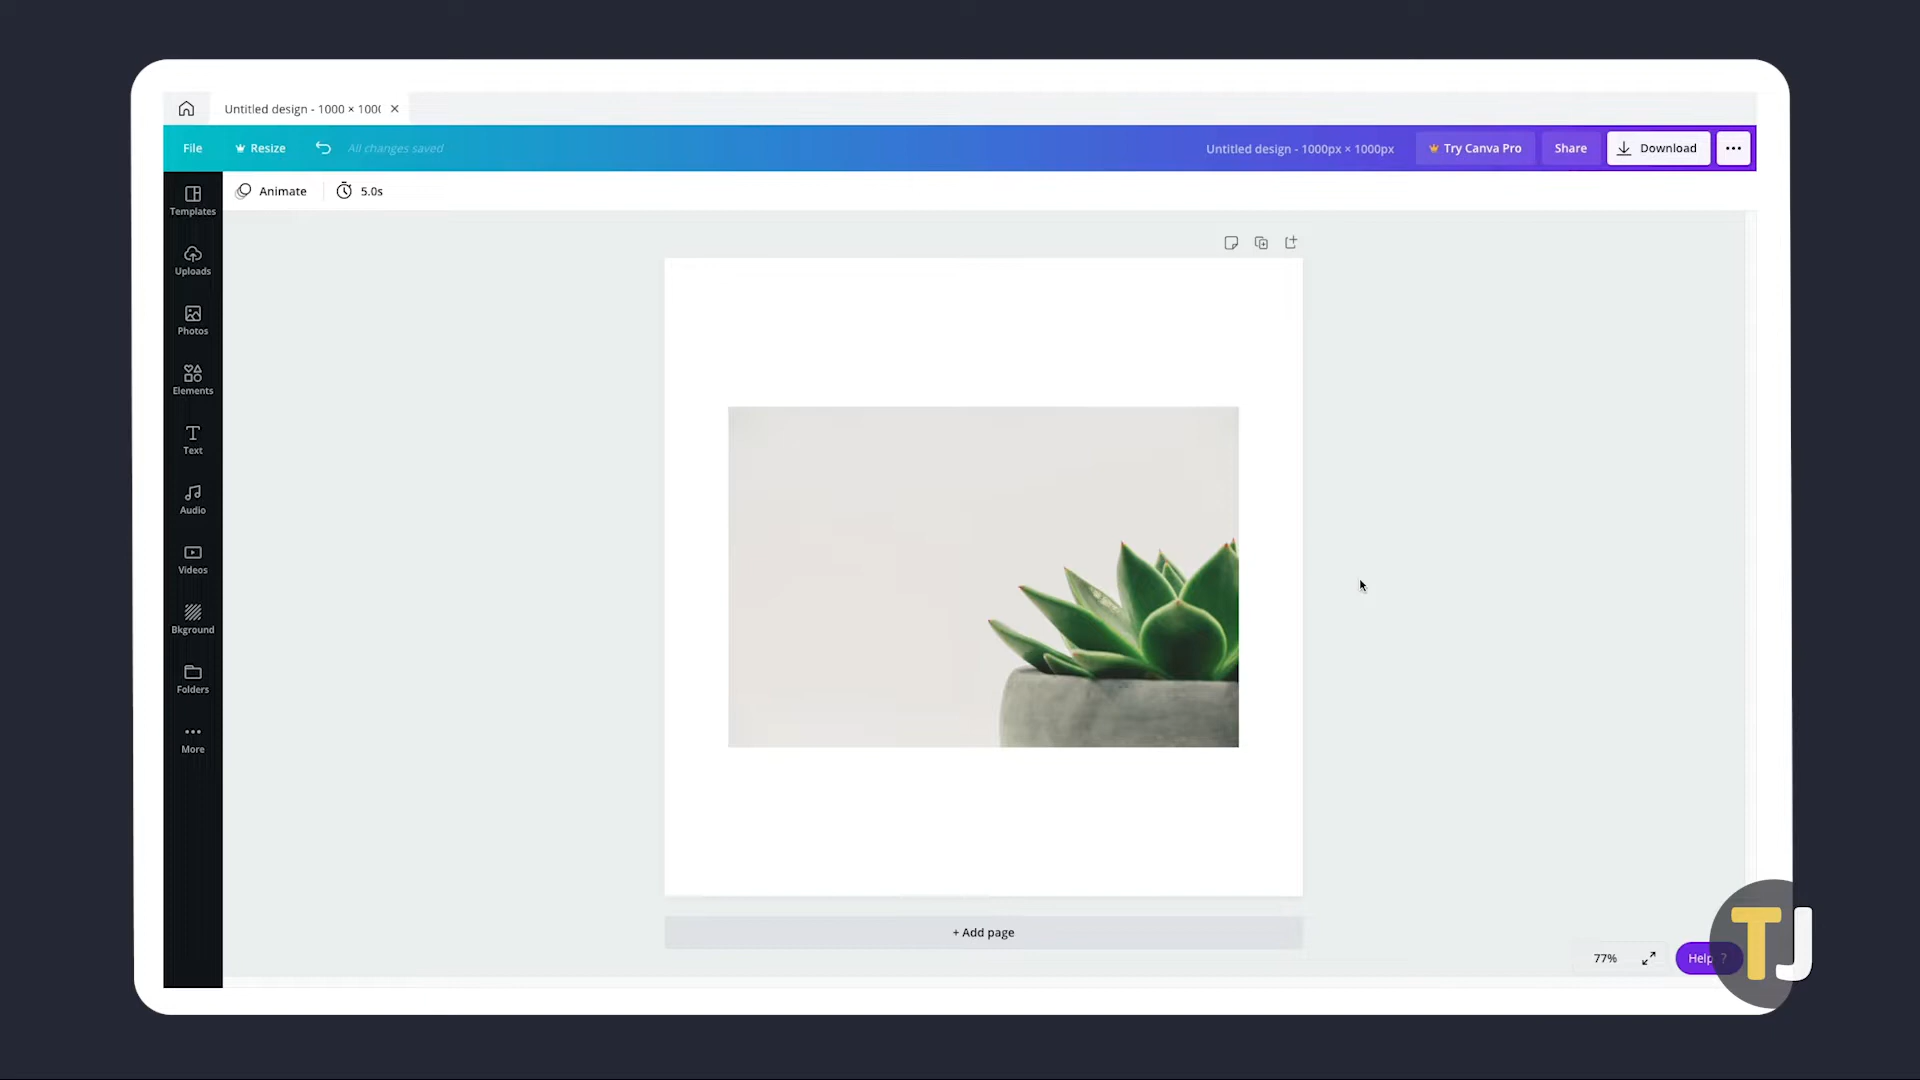 Untitled design - 1000 × 100
File
Resize
All changes saved
Untitled design - 1000px × 1000px
Try Canva Pro
Share
Download
Animate
5.0s
Templates
Uploads
Photos
Elements
Text
Audio
Videos
Bkground
Folders
More
+ Add page
77%
Help ?
TJ